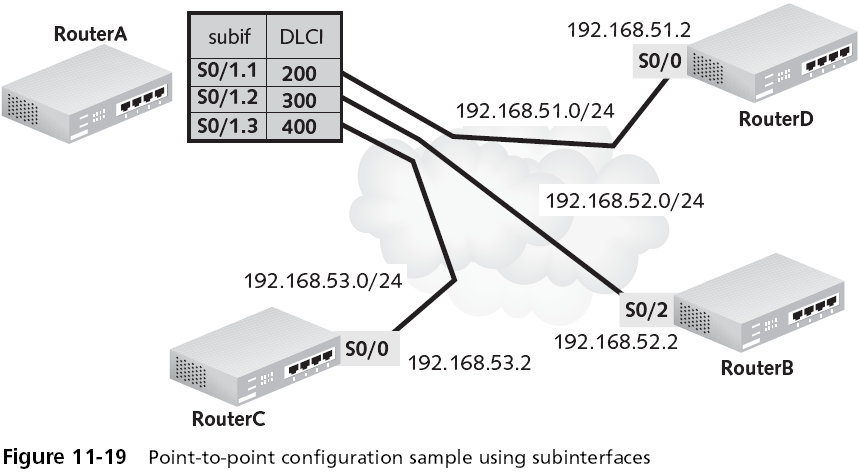 RouterA
subif DLCI
S0/1.1 200
S0/1.2 300
S0/1.3 400
192.168.51.2
S0/0
RouterD
192.168.51.0/24
192.168.52.0/24
192.168.53.0/24
S0/2
192.168.52.2
RouterB
S0/0
192.168.53.2
RouterC
Figure 11-19 Point-to-point configuration sample using subinterfaces